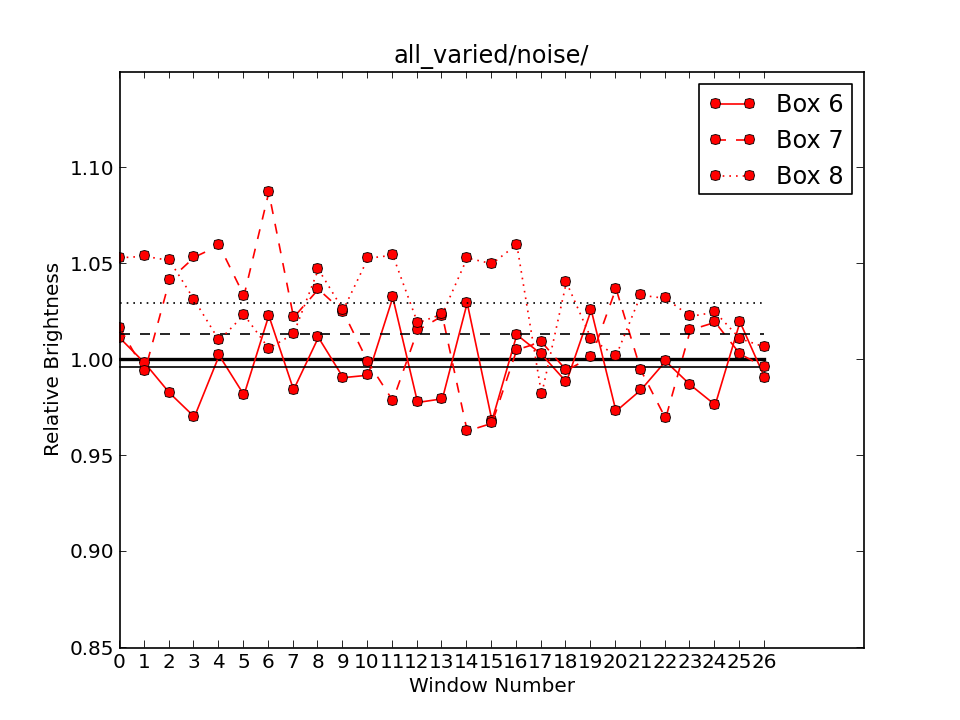 all_varied/noise/
Box 6
Box 7
Box 8
1.10
1.05
1.00
0.95
0.90
0.85
Relative Brightness
0 1 2 3 4 5 6 7 8 9 10 11 12 13 14 15 16 17 18 19 20 21 22 23 24 25 26
Window Number